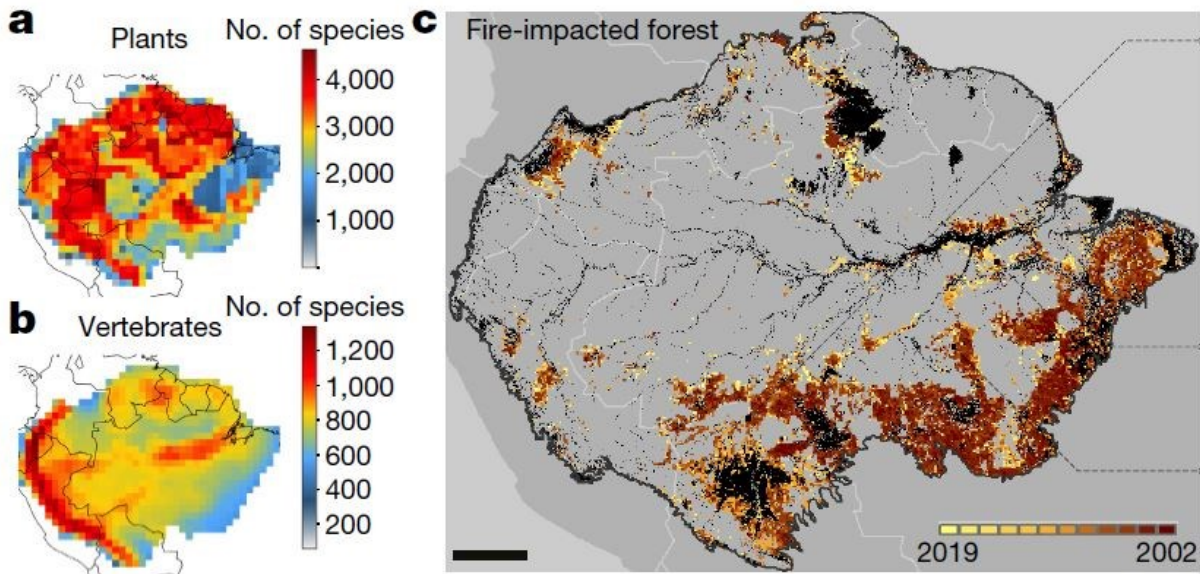 a
Plants
No. of species
4,000
3,000
2,000
1,000
b
Vertebrates
No. of species
1,200
1,000
800
600
400
200
c
Fire-impacted forest
2019
2002